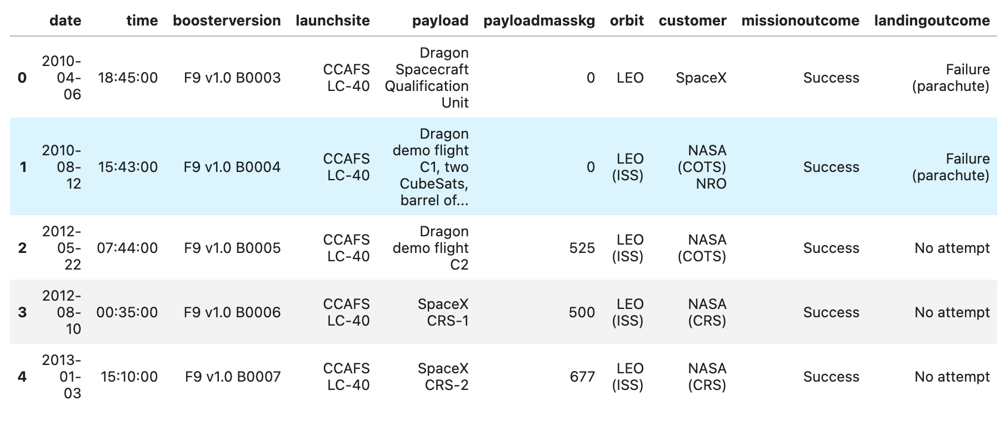 date time boosterversion launchsite payload payloadmasskg orbit customer missionoutcome landingoutcome
0 2010-04-06 18:45:00 F9 v1.0 B0003 CCAFS LC-40 Dragon Spacecraft Qualification Unit 0 LEO SpaceX Success Failure (parachute)
1 2010-08-12 15:43:00 F9 v1.0 B0004 CCAFS LC-40 Dragon demo flight C1, two CubeSats, barrel of... 0 LEO (ISS) NASA (COTS) NRO Success Failure (parachute)
2 2012-05-22 07:44:00 F9 v1.0 B0005 CCAFS LC-40 Dragon demo flight C2 525 LEO (ISS) NASA (COTS) Success No attempt
3 2012-08-10 00:35:00 F9 v1.0 B0006 CCAFS LC-40 SpaceX CRS-1 500 LEO (ISS) NASA (CRS) Success No attempt
4 2013-01-03 15:10:00 F9 v1.0 B0007 CCAFS LC-40 SpaceX CRS-2 677 LEO (ISS) NASA (CRS) Success No attempt